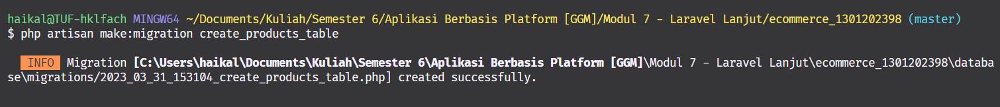 haikal@TUF-hklfach MINGW64 ~/Documents/Kuliah/Semester 6/Aplikasi Berbasis Platform [GGM]/Modul 7 - Laravel Lanjut/ecommerce_1301202398 (master)
$ php artisan make:migration create_products_table
INFO Migration [C:\Users\haikal\Documents\Kuliah\Semester 6\Aplikasi Berbasis Platform [GGM]\Modul 7 - Laravel Lanjut\ecommerce_1301202398\databa
se\migrations/2023_03_31_153104_create_products_table.php] created successfully.